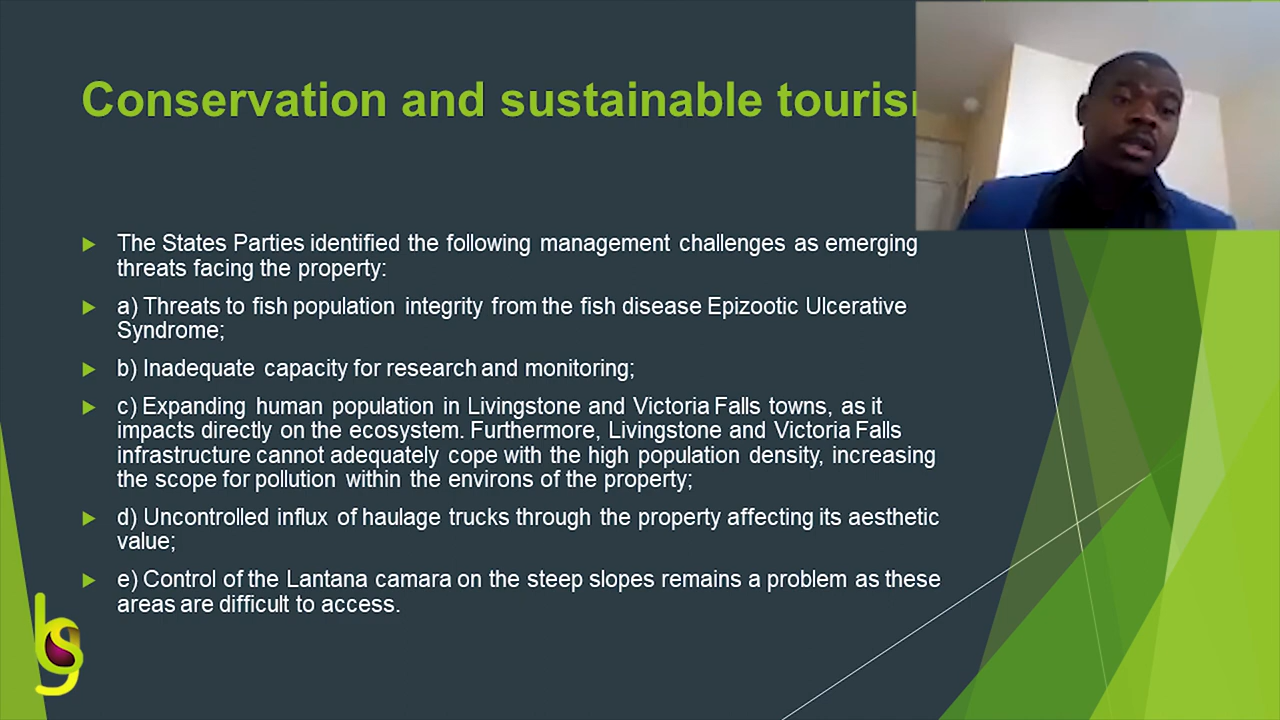 Conservation and sustainable touris
The States Parties identified the following management challenges as emerging
threats facing the property:
a) Threats to fish population integrity from the fish disease Epizootic Ulcerative
Syndrome;
b) Inadequate capacity for research and monitoring;
c) Expanding human population in Livingstone and Victoria Falls towns, as it
impacts directly on the ecosystem. Furthermore, Livingstone and Victoria Falls
infrastructure cannot adequately cope with the high population density, increasing
the scope for pollution within the environs of the property;
d) Uncontrolled influx of haulage trucks through the property affecting its aesthetic
value;
e) Control of the Lantana camara on the steep slopes remains a problem as these
areas are difficult to access.